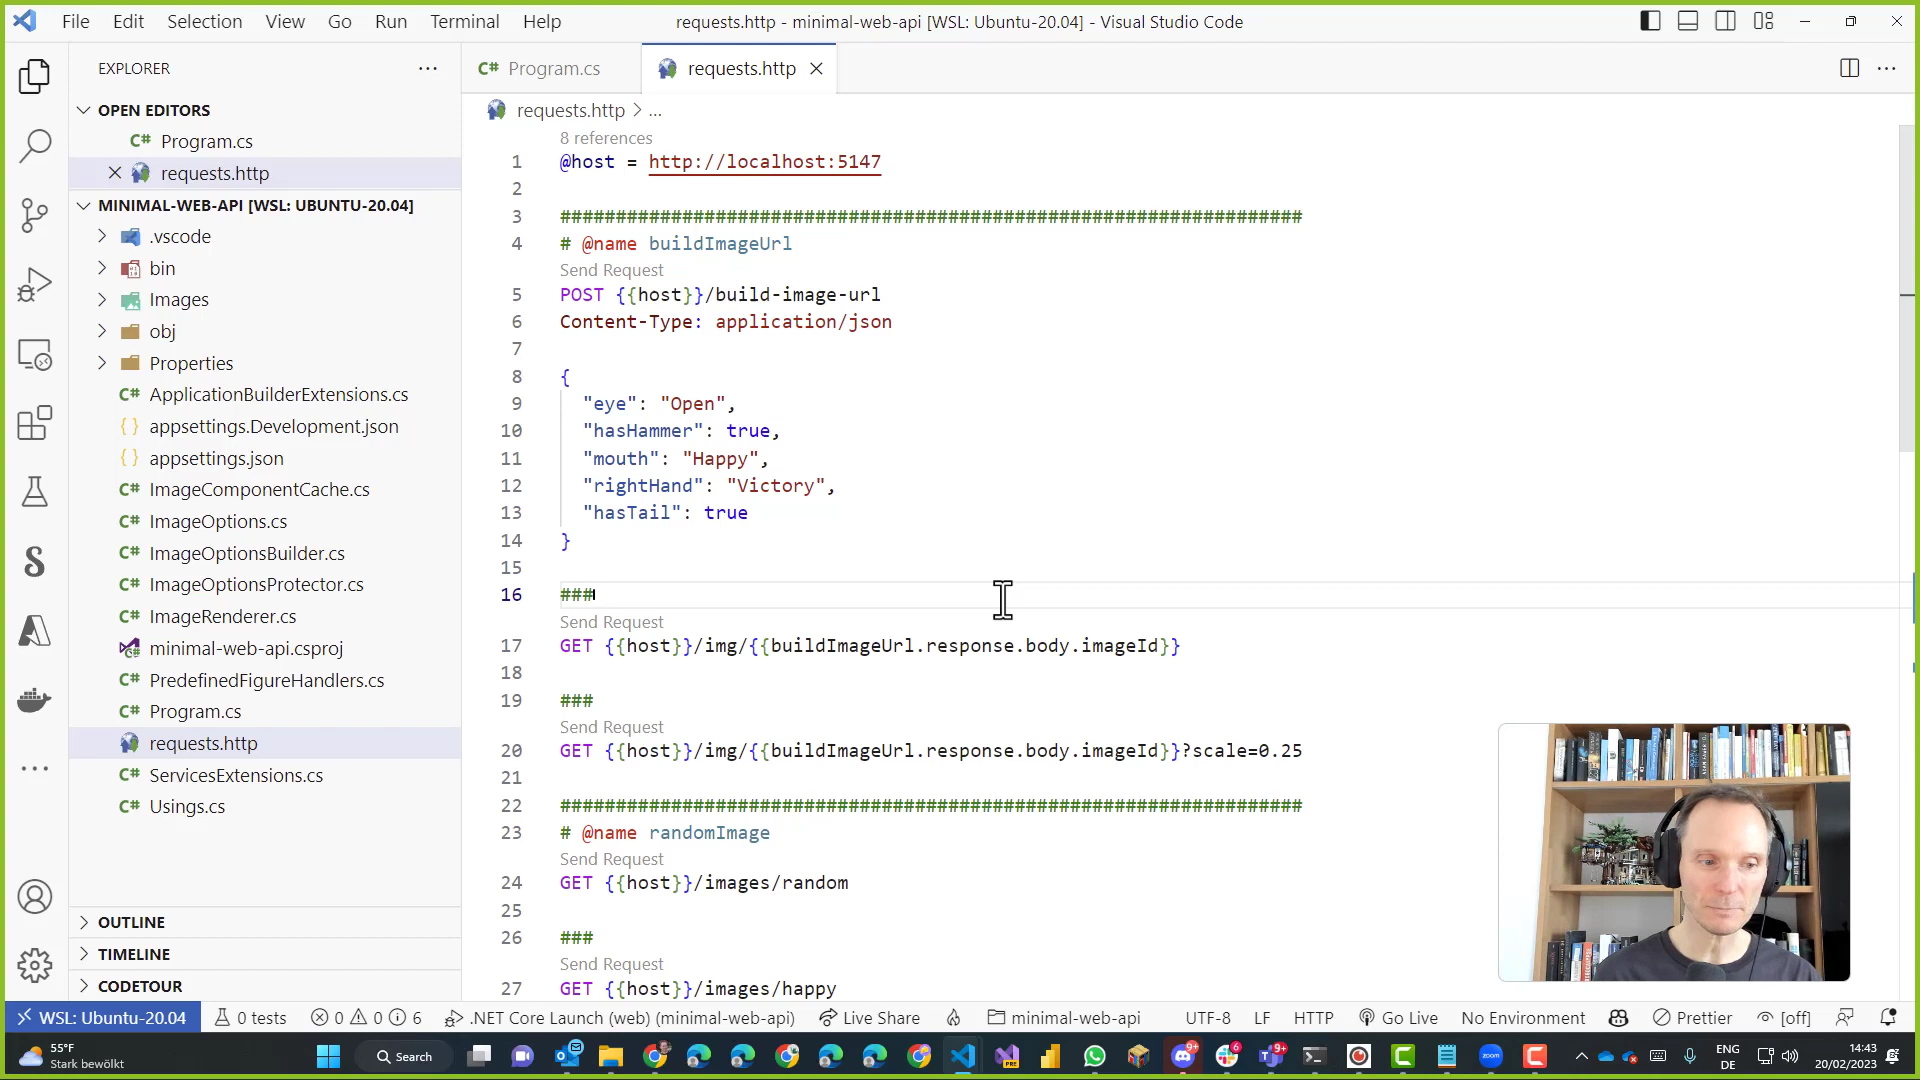 File Edit Selection View Go Run Terminal Help requests.http - minimal-web-api [WSL: Ubuntu-20.04] - Visual Studio Code
EXPLORER
OPEN EDITORS
C# Program.cs
requests.http
MINIMAL-WEB-API [WSL: UBUNTU-20.04]
.vscode
bin
Images
obj
Properties
C# ApplicationBuilderExtensions.cs
{} appsettings.Development.json
{} appsettings.json
C# ImageComponentCache.cs
C# ImageOptions.cs
C# ImageOptionsBuilder.cs
C# ImageOptionsProtector.cs
C# ImageRenderer.cs
minimal-web-api.csproj
C# PredefinedFigureHandlers.cs
C# Program.cs
requests.http
C# ServicesExtensions.cs
C# Usings.cs
OUTLINE
TIMELINE
CODETOUR
C# Program.cs requests.http
requests.http > ...
8 references
1 @host = http://localhost:5147
2
3 ###################################################################
4 # @name buildImageUrl
Send Request
5 POST {{host}}/build-image-url
6 Content-Type: application/json
7
8 {
9 "eye": "Open",
10 "hasHammer": true,
11 "mouth": "Happy",
12 "rightHand": "Victory",
13 "hasTail": true
14 }
15
16 ###
Send Request
17 GET {{host}}/img/{{buildImageUrl.response.body.imageId}}
18
19 ###
Send Request
20 GET {{host}}/img/{{buildImageUrl.response.body.imageId}}?scale=0.25
21
22 ###################################################################
23 # @name randomImage
Send Request
24 GET {{host}}/images/random
25
26 ###
Send Request
27 GET {{host}}/images/happy
WSL: Ubuntu-20.04 0 tests 0 0 6 .NET Core Launch (web) (minimal-web-api) Live Share minimal-web-api UTF-8 LF HTTP Go Live No Environment Prettier [off]
55°F
Stark bewölkt
Search
PRE
9+
6
9+
zoom
ENG
DE
14:43
20/02/2023